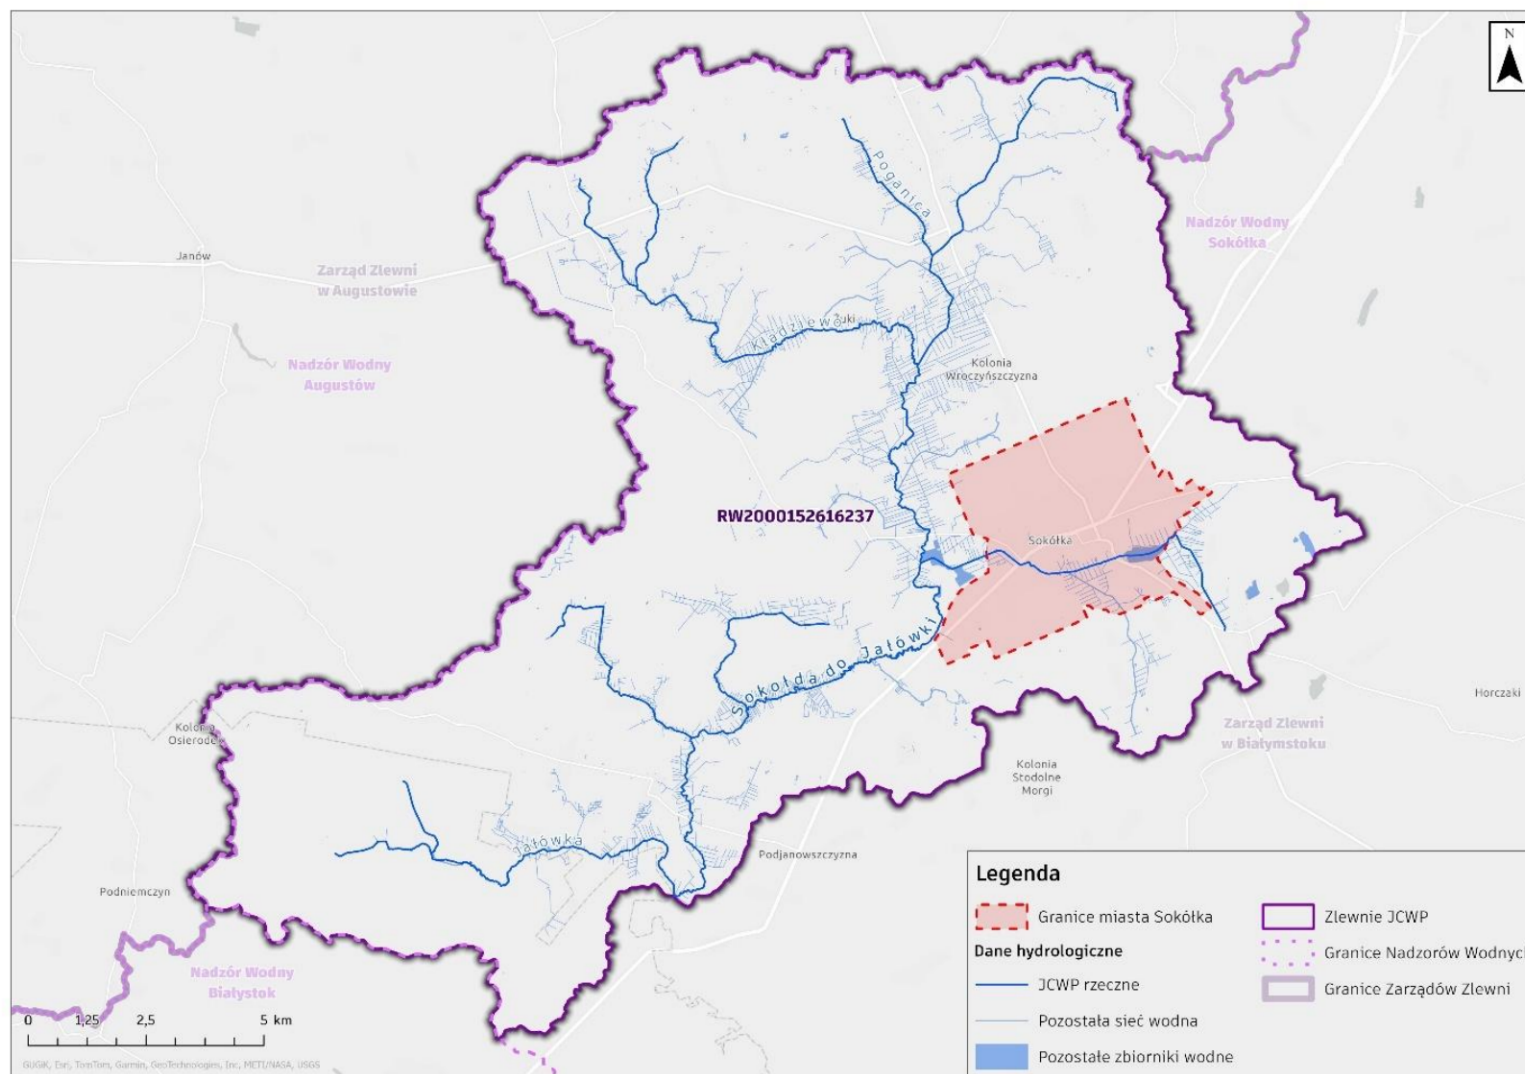 N
Poganica
Nadzór Wodny
Sokółka
Janów
Zarząd Zlewni
w Augustowie
Żuki
Kładziewo
Nadzór Wodny
Augustów
Kolonia
Wroczyńszczyzna
RW2000152616237
Sokółka
Sokołda do Jałówki
Horczaki
Kolonia
Osierodek
Zarząd Zlewni
w Białymstoku
Kolonia
Stodolne
Morgi
Jałówka
Podjanowszczyzna
Podniemczyn
Nadzór Wodny
Białystok
0 1,25 2,5 5 km
GUGiK, Esri, TomTom, Garmin, GeoTechnologies, Inc, METI/NASA, USGS
Legenda
Granice miasta Sokółka
Dane hydrologiczne
JCWP rzeczne
Pozostała sieć wodna
Pozostałe zbiorniki wodne
Zlewnie JCWP
Granice Nadzorów Wodnych
Granice Zarządów Zlewni